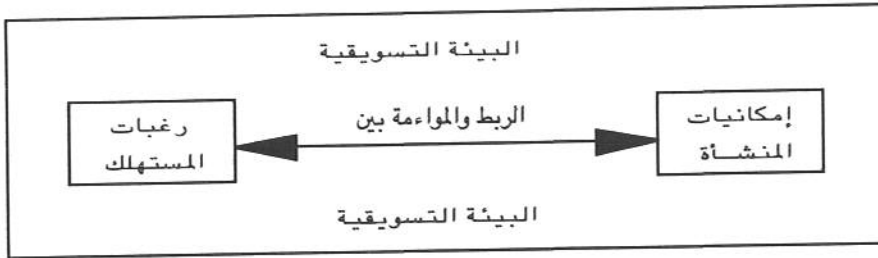 البيئة التسويقية
إمكانيات
المنشأة
الربط والمواءمة بين
رغبات
المستهلك
البيئة التسويقية